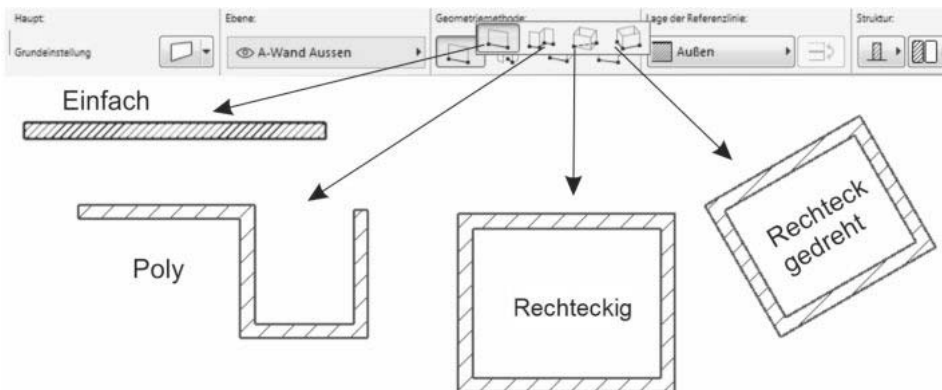 Haupt:
Ebene:
Geometriemethode:
Lage der Referenzlinie:
Struktur:
Grundeinstellung
A-Wand Aussen
Außen
Einfach
Poly
Rechteckig
Rechteck
gedreht